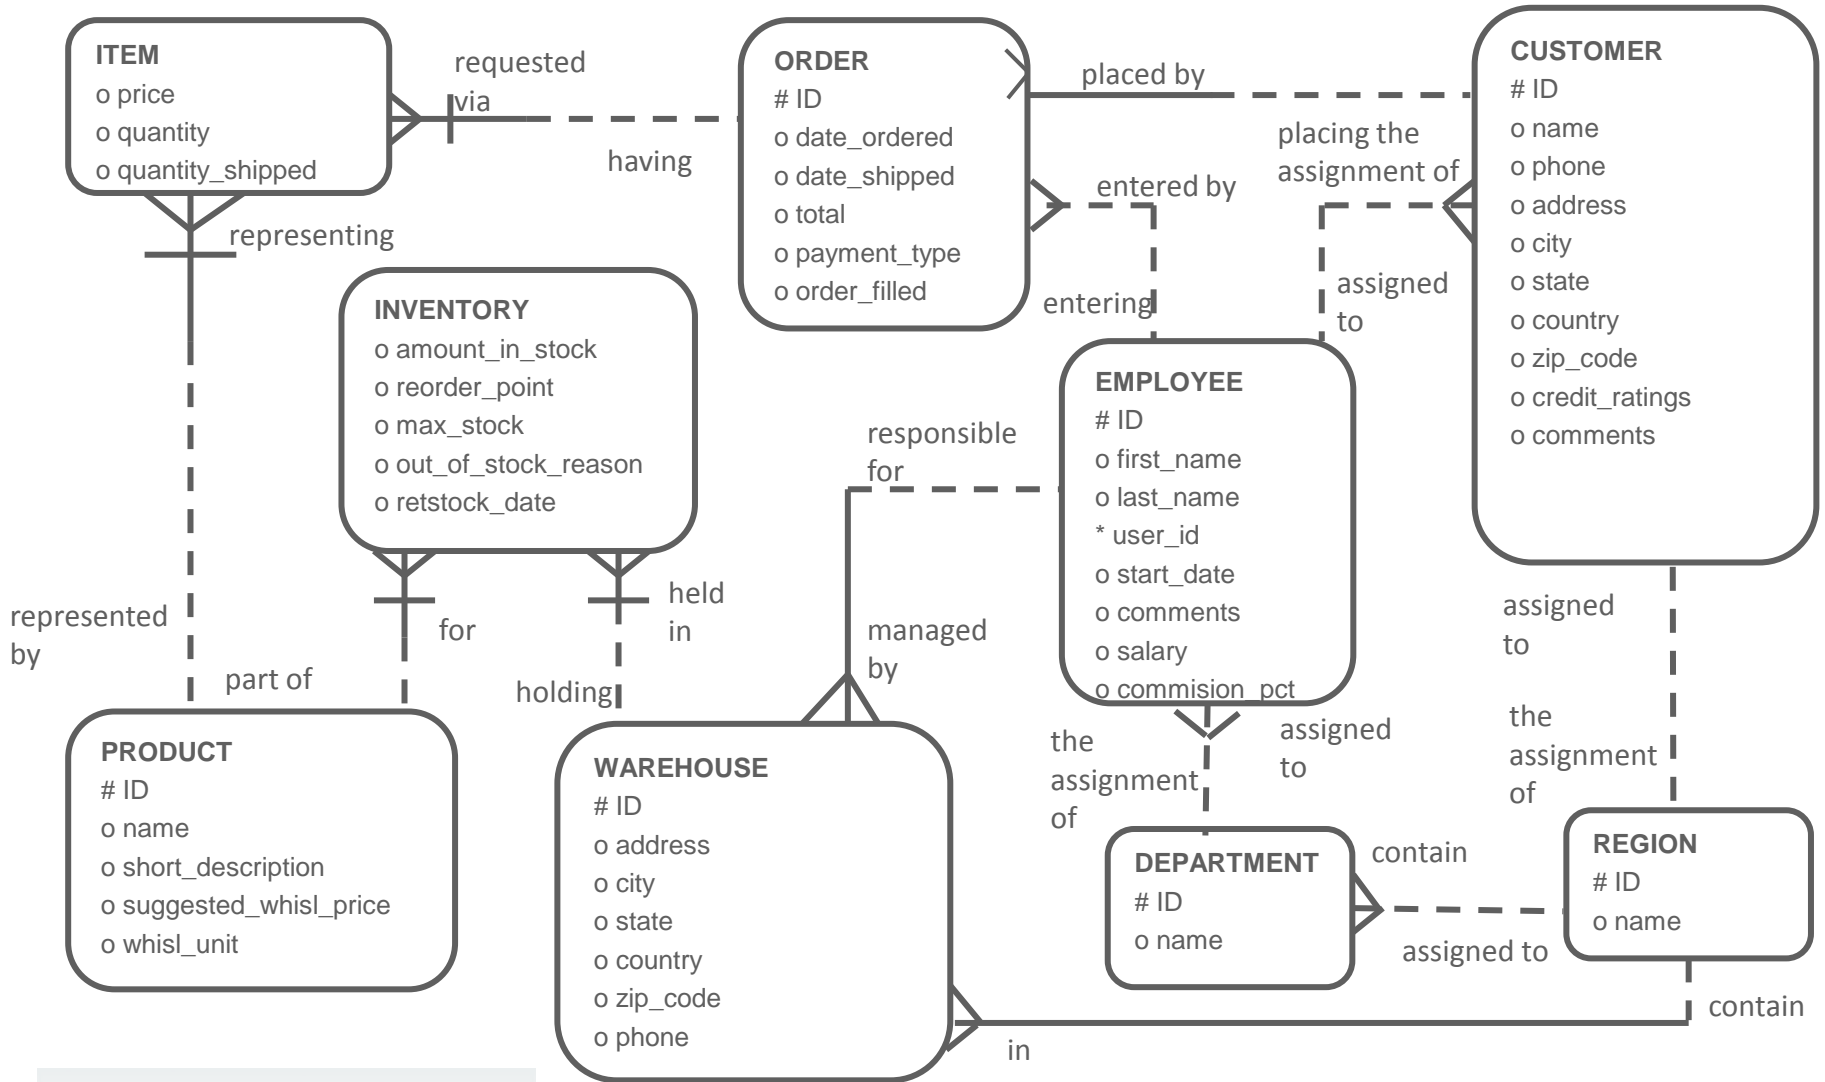 ITEM
o price
o quantity
o quantity_shipped
requested
via
having
ORDER
# ID
o date_ordered
o date_shipped
o total
o payment_type
o order_filled
placed by
placing the
assignment of
entered by
entering
assigned
to
CUSTOMER
# ID
o name
o phone
o address
o city
o state
o country
o zip_code
o credit_ratings
o comments
representing
INVENTORY
o amount_in_stock
o reorder_point
o max_stock
o out_of_stock_reason
o retstock_date
responsible
for
EMPLOYEE
# ID
o first_name
o last_name
* user_id
o start_date
o comments
o salary
o commision_pct
represented
by
part of
for
held
in
holding
managed
by
the
assignment
of
assigned
to
assigned
to
the
assignment
of
PRODUCT
# ID
o name
o short_description
o suggested_whisl_price
o whisl_unit
WAREHOUSE
# ID
o address
o city
o state
o country
o zip_code
o phone
DEPARTMENT
# ID
o name
contain
assigned to
REGION
# ID
o name
contain
in